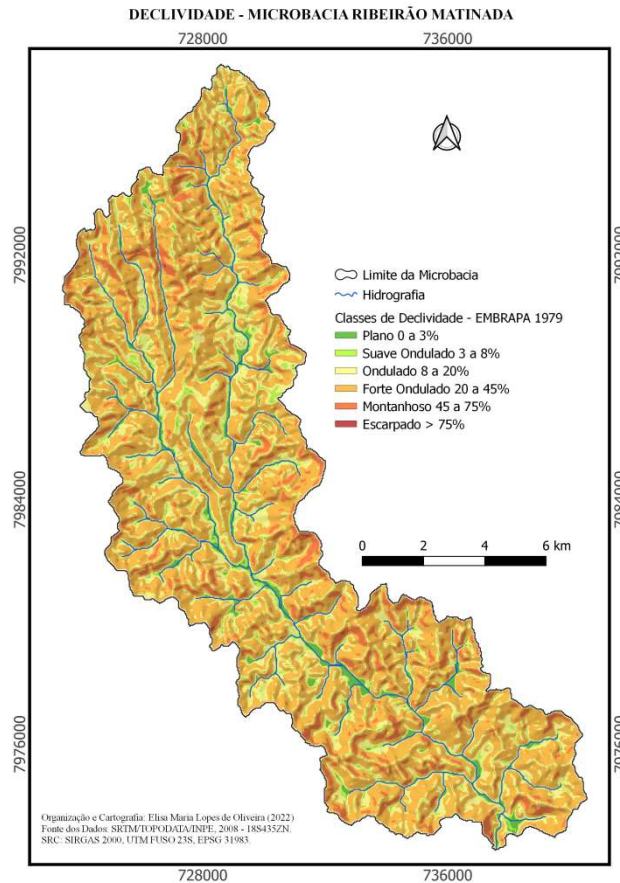 DECLIVIDADE - MICROBACIA RIBEIRÃO MATINADA
728000
736000
7992000
7992000
Limite da Microbacia
Hidrografia
Classes de Declividade - EMBRAPA 1979
Plano 0 a 3%
Suave Ondulado 3 a 8%
Ondulado 8 a 20%
Forte Ondulado 20 a 45%
Montanhoso 45 a 75%
Escarpado > 75%
7984000
7984000
0 2 4 6 km
7976000
7976000
Organização e Cartografia: Elisa Maria Lopes de Oliveira (2022)
Fonte dos Dados: SRTM/TOPODATA/INPE, 2008 - 18S435ZN.
SRC: SIRGAS 2000, UTM FUSO 23S, EPSG 31983.
728000
736000